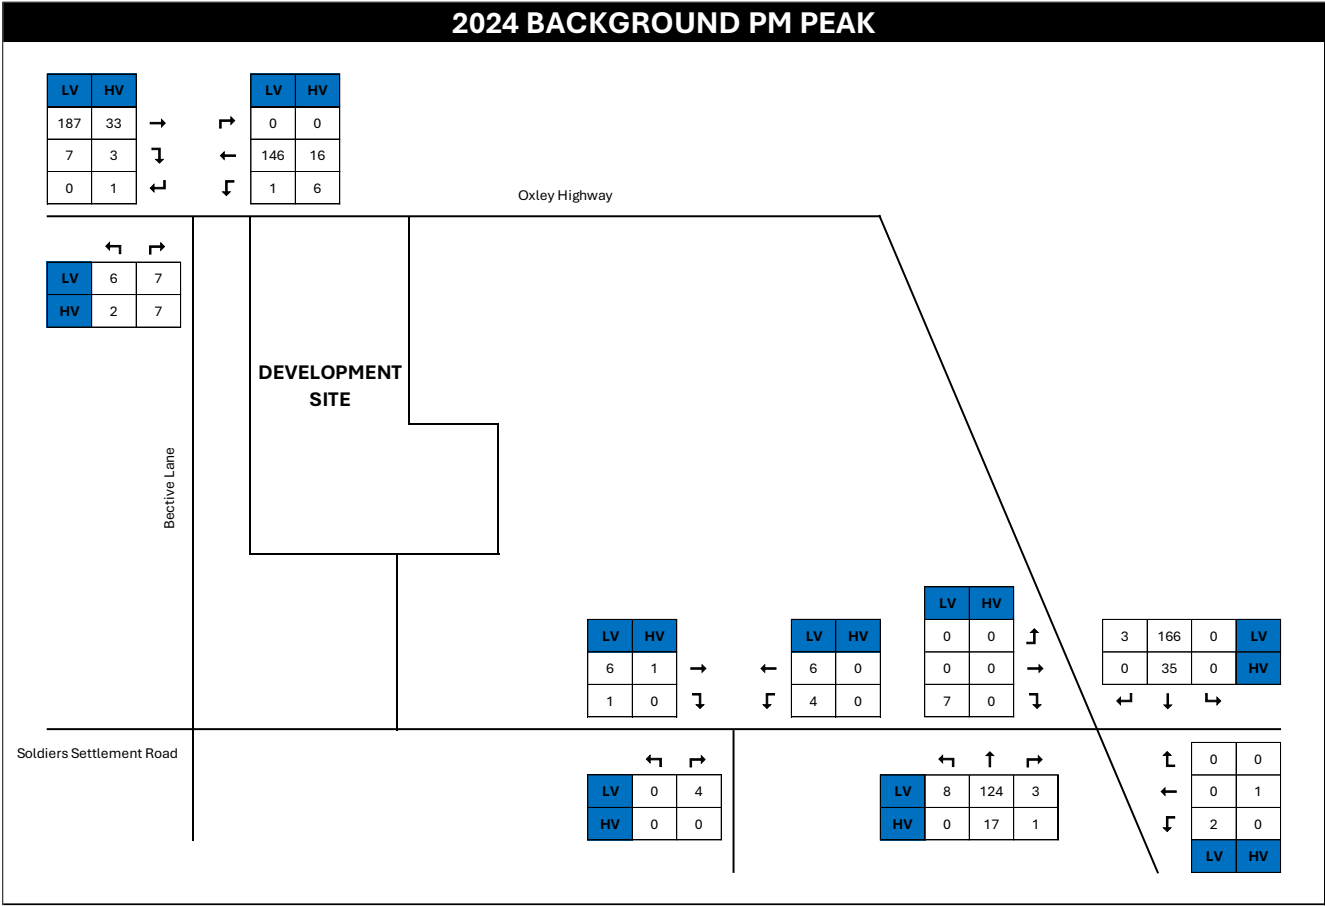 2024 BACKGROUND PM PEAK
LV HV
187 33
7 3
0 1
LV HV
0 0
146 16
1 6
Oxley Highway
LV 6 7
HV 2 7
DEVELOPMENT
SITE
Bective Lane
LV HV
6 1
1 0
LV HV
6 0
4 0
LV HV
0 0
0 0
7 0
3 166 0 LV
0 35 0 HV
Soldiers Settlement Road
LV 0 4
HV 0 0
LV 8 124 3
HV 0 17 1
0 0
0 1
2 0
LV HV